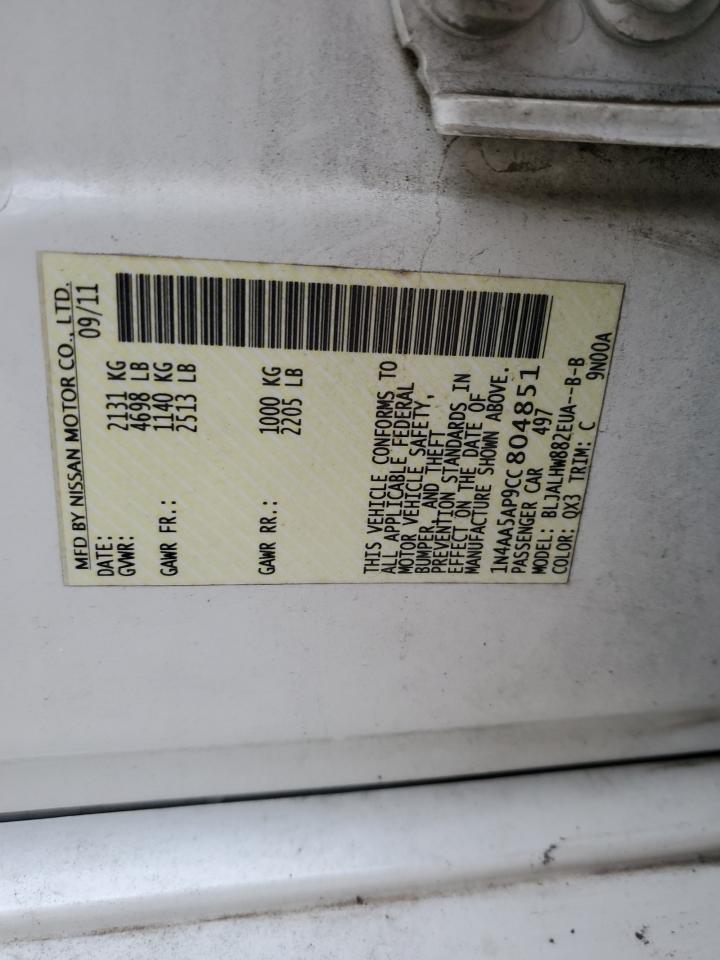 MFD BY NISSAN MOTOR CO., LTD.
DATE: 09/11
GVWR: 2131 KG
4698 LB
GAWR FR.: 1140 KG
2513 LB
GAWR RR.: 1000 KG
2205 LB
THIS VEHICLE CONFORMS TO
ALL APPLICABLE FEDERAL
MOTOR VEHICLE SAFETY,
BUMPER, AND THEFT
PREVENTION STANDARDS IN
EFFECT ON THE DATE OF
MANUFACTURE SHOWN ABOVE.
1N4AA5AP9CC804851
PASSENGER CAR 497
MODEL: BLJALHW882EUA--B-B
COLOR: QX3 TRIM: C 9N00A